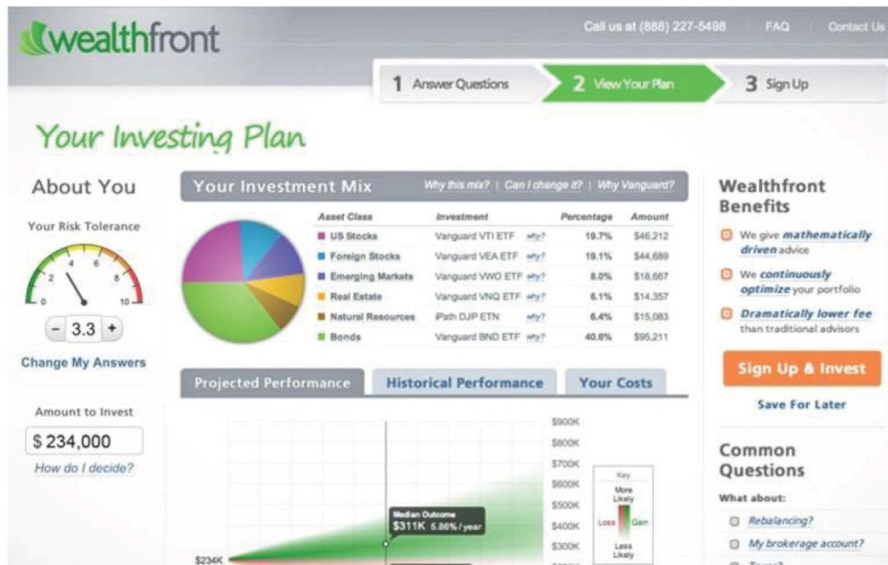 wealthfront
Call us at (888) 227-5498 FAQ Contact Us
1 Answer Questions 2 View Your Plan 3 Sign Up
Your Investing Plan
About You
Your Risk Tolerance
0 2 4 6 8 10
- 3.3 +
Change My Answers
Amount to Invest
$ 234,000
How do I decide?
Your Investment Mix Why this mix? | Can I change it? | Why Vanguard?
Asset Class Investment Percentage Amount
US Stocks Vanguard VTI ETF why? 19.7% $46,212
Foreign Stocks Vanguard VEA ETF why? 19.1% $44,689
Emerging Markets Vanguard VWO ETF why? 8.0% $18,667
Real Estate Vanguard VNQ ETF why? 6.1% $14,357
Natural Resources iPath DJP ETN why? 6.4% $15,083
Bonds Vanguard BND ETF why? 40.6% $95,211
Projected Performance Historical Performance Your Costs
$900K
$800K
$700K
$600K
$500K
$400K
$300K
$234K
Median Outcome
$311K 5.86% / year
Key
More
Likely
Loss Gain
Less
Likely
Wealthfront
Benefits
We give mathematically
driven advice
We continuously
optimize your portfolio
Dramatically lower fee
than traditional advisors
Sign Up & Invest
Save For Later
Common
Questions
What about:
Rebalancing?
My brokerage account?